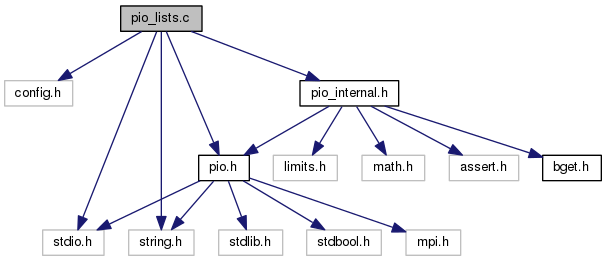 pio_lists.c
config.h
pio_internal.h
pio.h
limits.h
math.h
assert.h
bget.h
stdio.h
string.h
stdlib.h
stdbool.h
mpi.h